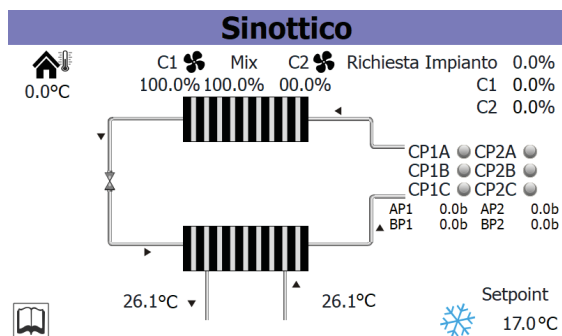 Sinottico
C1 Mix C2 Richiesta Impianto 0.0%
0.0°C 100.0% 100.0% 00.0% C1 0.0%
C2 0.0%
CP1A CP2A
CP1B CP2B
CP1C CP2C
AP1 0.0b AP2 0.0b
BP1 0.0b BP2 0.0b
26.1°C 26.1°C
Setpoint
17.0°C